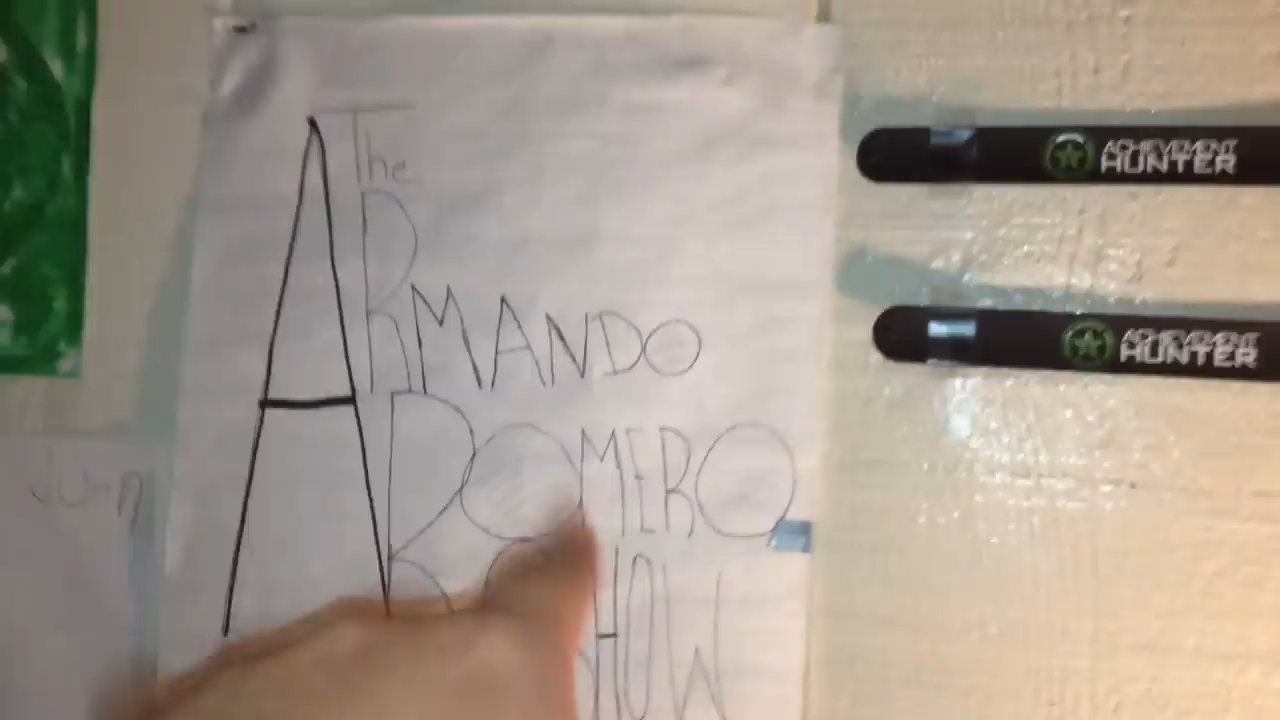 The
ARMANDO
ROMERO
SHOW
ACHIEVEMENT
HUNTER
ACHIEVEMENT
HUNTER